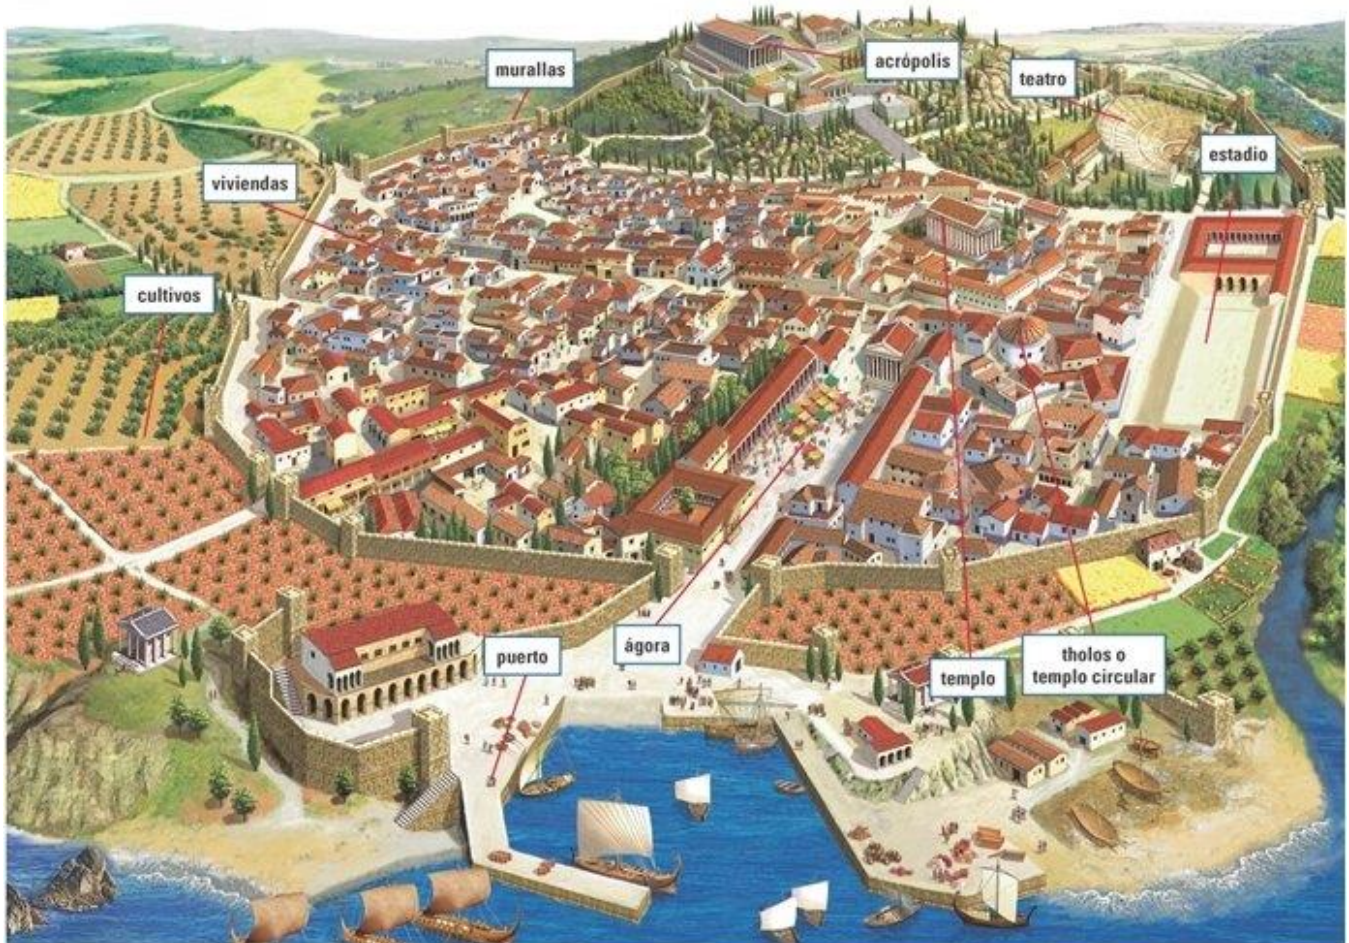 murallas
acrópolis
teatro
estadio
viviendas
cultivos
ágora
puerto
templo
tholos o
templo circular